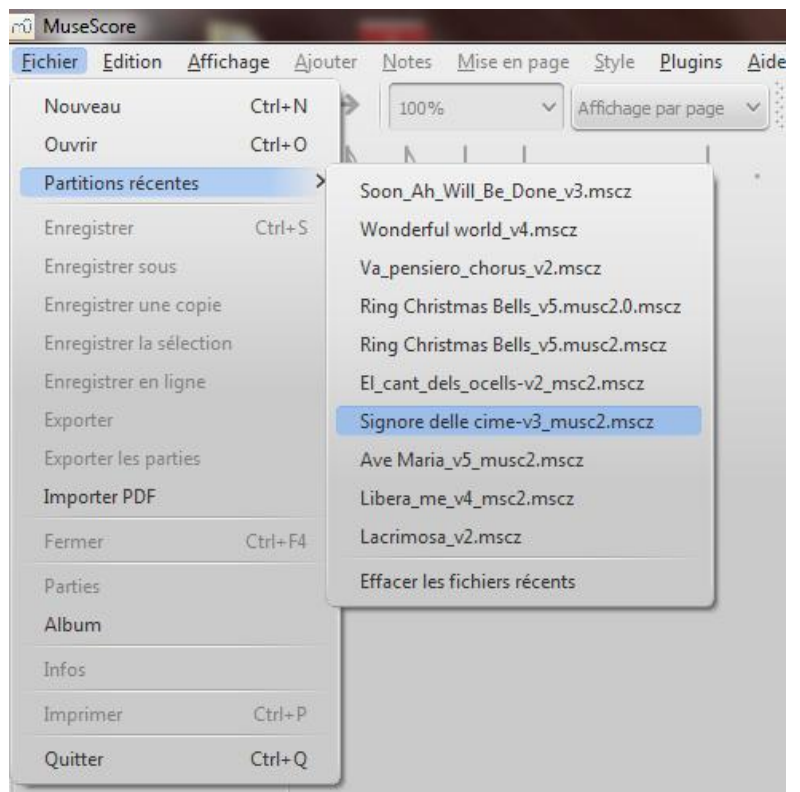 MuseScore
Fichier Edition Affichage Ajouter Notes Mise en page Style Plugins Aide
100% Affichage par page
Nouveau Ctrl+N
Ouvrir Ctrl+O
Partitions récentes
Enregistrer Ctrl+S
Enregistrer sous
Enregistrer une copie
Enregistrer la sélection
Enregistrer en ligne
Exporter
Exporter les parties
Importer PDF
Fermer Ctrl+F4
Parties
Album
Infos
Imprimer Ctrl+P
Quitter Ctrl+Q
Soon_Ah_Will_Be_Done_v3.mscz
Wonderful world_v4.mscz
Va_pensiero_chorus_v2.mscz
Ring Christmas Bells_v5.musc2.0.mscz
Ring Christmas Bells_v5.musc2.mscz
El_cant_dels_ocells-v2_msc2.mscz
Signore delle cime-v3_musc2.mscz
Ave Maria_v5_musc2.mscz
Libera_me_v4_msc2.mscz
Lacrimosa_v2.mscz
Effacer les fichiers récents